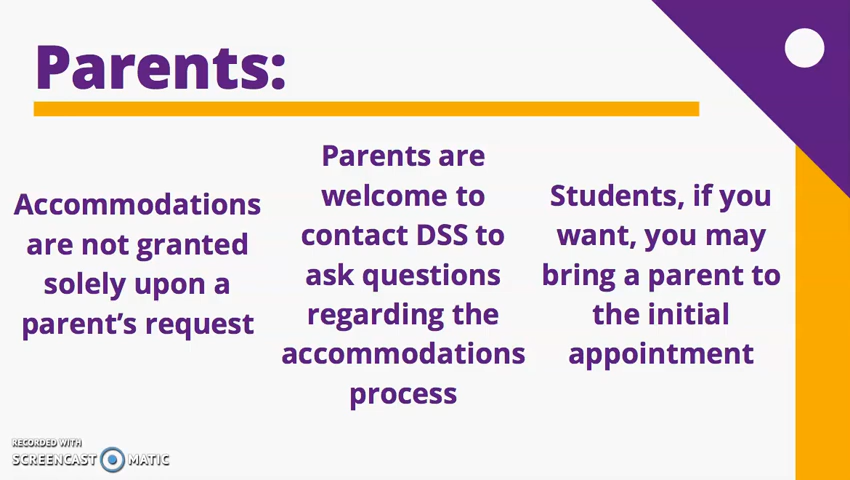 Parents:
Accommodations
are not granted
solely upon a
parent's request
Parents are
welcome to
contact DSS to
ask questions
regarding the
accommodations
process
Students, if you
want, you may
bring a parent to
the initial
appointment
RECORDED WITH
SCREENCAST MATIC